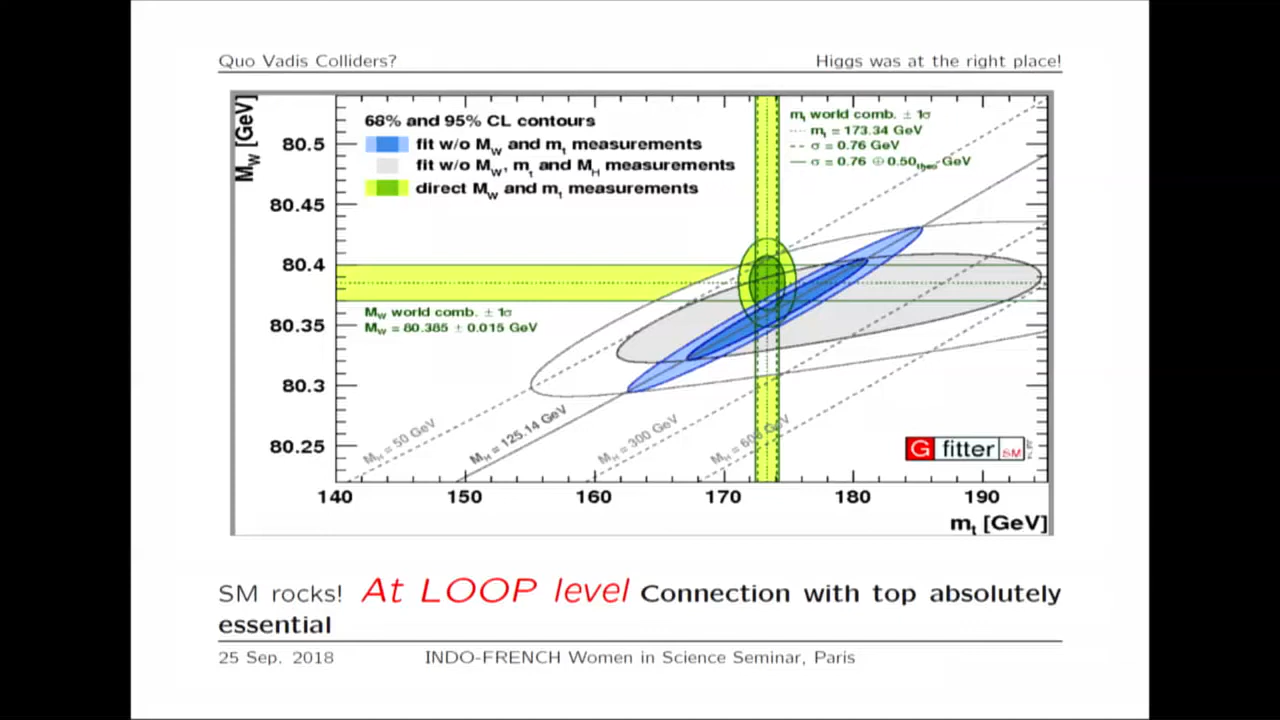 Quo Vadis Colliders?
Higgs was at the right place!
M_W [GeV]
68% and 95% CL contours
fit w/o M_W and m_t measurements
fit w/o M_W, m_t and M_H measurements
direct M_W and m_t measurements
m_t world comb. ± 1σ
m_t = 173.34 GeV
σ = 0.76 GeV
σ = 0.76 ⊕ 0.50_theo GeV
80.5
80.45
80.4
80.35
80.3
80.25
M_W world comb. ± 1σ
M_W = 80.385 ± 0.015 GeV
M_H = 50 GeV
M_H = 125.14 GeV
M_H = 300 GeV
M_H = 600 GeV
G fitter SM
140 150 160 170 180 190
m_t [GeV]
SM rocks! At LOOP level Connection with top absolutely
essential
25 Sep. 2018 INDO-FRENCH Women in Science Seminar, Paris